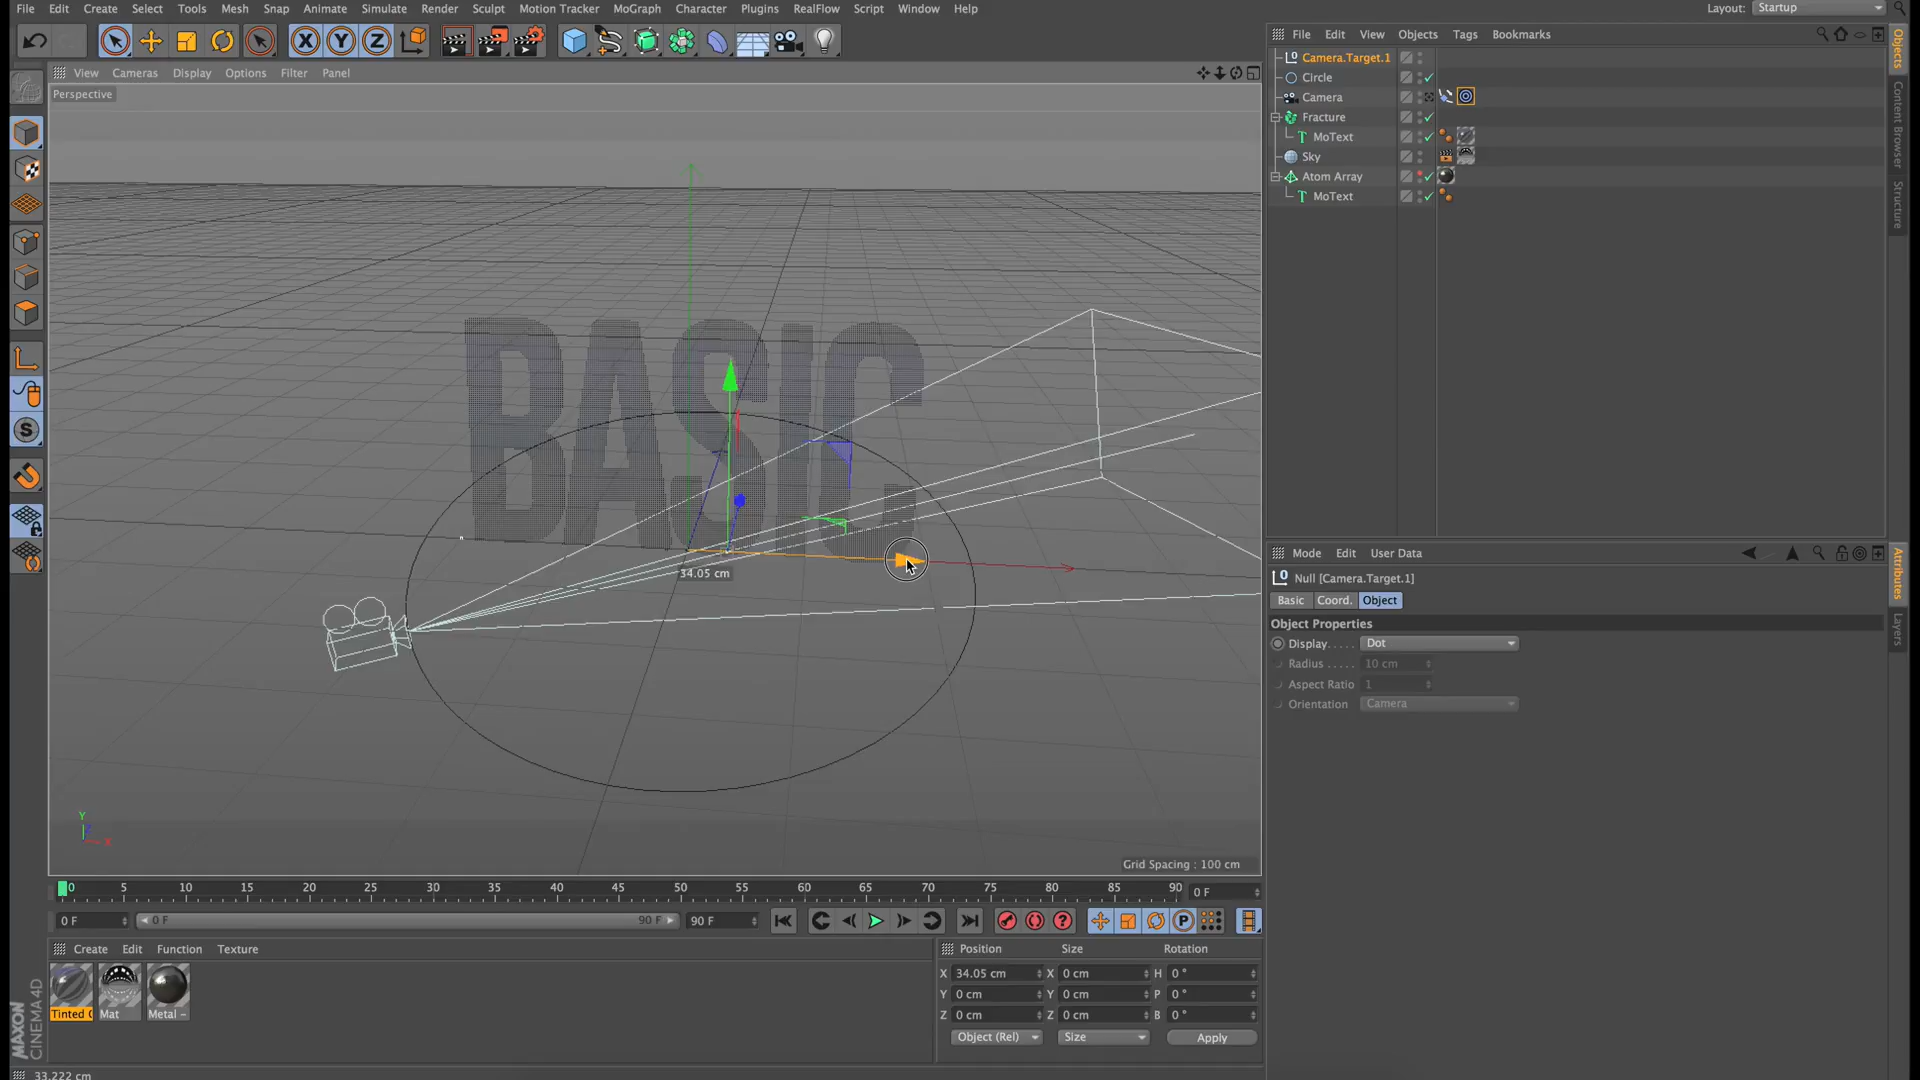 File Edit Create Select Tools Mesh Snap Animate Simulate Render Sculpt Motion Tracker MoGraph Character Plugins RealFlow Script Window Help
Layout: Startup
X Y Z
View Cameras Display Options Filter Panel
Perspective
BASIC
34.05 cm
Y
X
Grid Spacing : 100 cm
S
File Edit View Objects Tags Bookmarks
Camera.Target.1
Circle
Camera
Fracture
MoText
Sky
Atom Array
MoText
Objects
Content Browser
Structure
Mode Edit User Data
Null [Camera.Target.1]
Basic Coord. Object
Object Properties
Display..... Dot
Radius ..... 10 cm
Aspect Ratio 1
Orientation Camera
Attributes
Layers
0 5 10 15 20 25 30 35 40 45 50 55 60 65 70 75 80 85 90 0 F
0 F 0 F 90 F 90 F
P
Create Edit Function Texture
Tinted
Mat
Metal -
Position Size Rotation
X 34.05 cm X 0 cm H 0 °
Y 0 cm Y 0 cm P 0 °
Z 0 cm Z 0 cm B 0 °
Object (Rel) Size Apply
MAXON
CINEMA 4D
33.222 cm